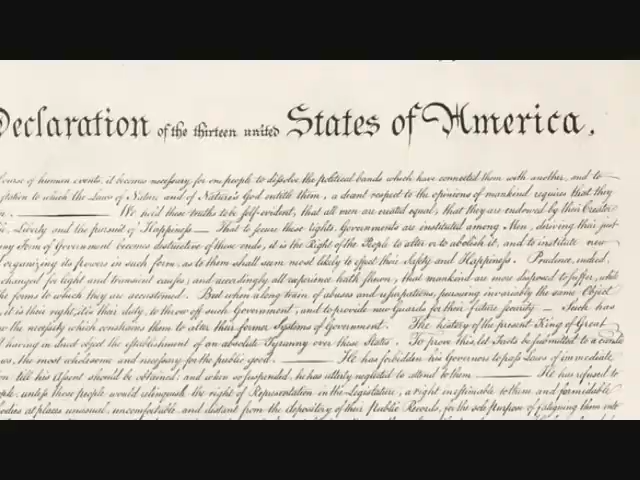 Declaration of the thirteen united States of America,
Course of human events, it becomes necessary for one people to dissolve the political bands which have connected them with another, and to
station to which the Laws of Nature and of Nature's God entitle them, a decent respect to the opinions of mankind requires that they
We hold these truths to be self-evident, that all men are created equal, that they are endowed by their Creator
Liberty and the pursuit of Happiness — That to secure these rights, Governments are instituted among Men, deriving their just
any Form of Government becomes destructive of these ends, it is the Right of the People to alter or to abolish it, and to institute new
organizing its powers in such form, as to them shall seem most likely to effect their Safety and Happiness. Prudence, indeed,
changed for light and transient causes; and accordingly all experience hath shewn, that mankind are more disposed to suffer, while
the forms to which they are accustomed. But when a long train of abuses and usurpations, pursuing invariably the same Object
it is their right, it is their duty, to throw off such Government, and to provide new Guards for their future security. — Such has
the necessity which constrains them to alter their former Systems of Government. The history of the present King of Great
having in direct object the establishment of an absolute Tyranny over these States. To prove this, let Facts be submitted to a candid
the most wholesome and necessary for the public good. He has forbidden his Governors to pass Laws of immediate
till his Assent should be obtained; and when so suspended, he has utterly neglected to attend to them. He has refused to
people, unless those people would relinquish the right of Representation in the Legislature, a right inestimable to them and formidable
bodies at places unusual, uncomfortable, and distant from the depository of their Public Records, for the sole Purpose of fatiguing them into